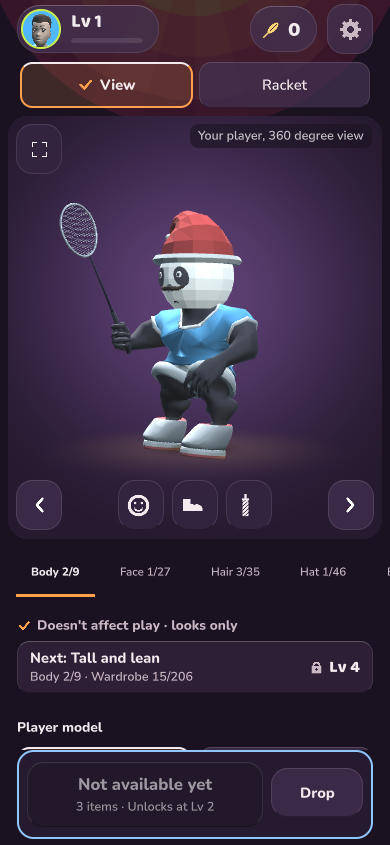 Lv 1
0
View
Racket
Your player, 360 degree view
Body 2/9
Face 1/27
Hair 3/35
Hat 1/46
Doesn't affect play · looks only
Next: Tall and lean
Body 2/9 · Wardrobe 15/206
Lv 4
Player model
Not available yet
3 items · Unlocks at Lv 2
Drop